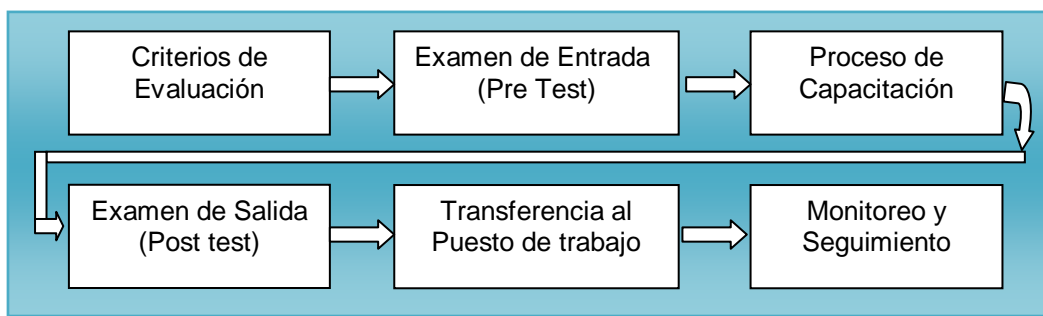 Criterios de
Evaluación
Examen de Entrada
(Pre Test)
Proceso de
Capacitación
Examen de Salida
(Post test)
Transferencia al
Puesto de trabajo
Monitoreo y
Seguimiento